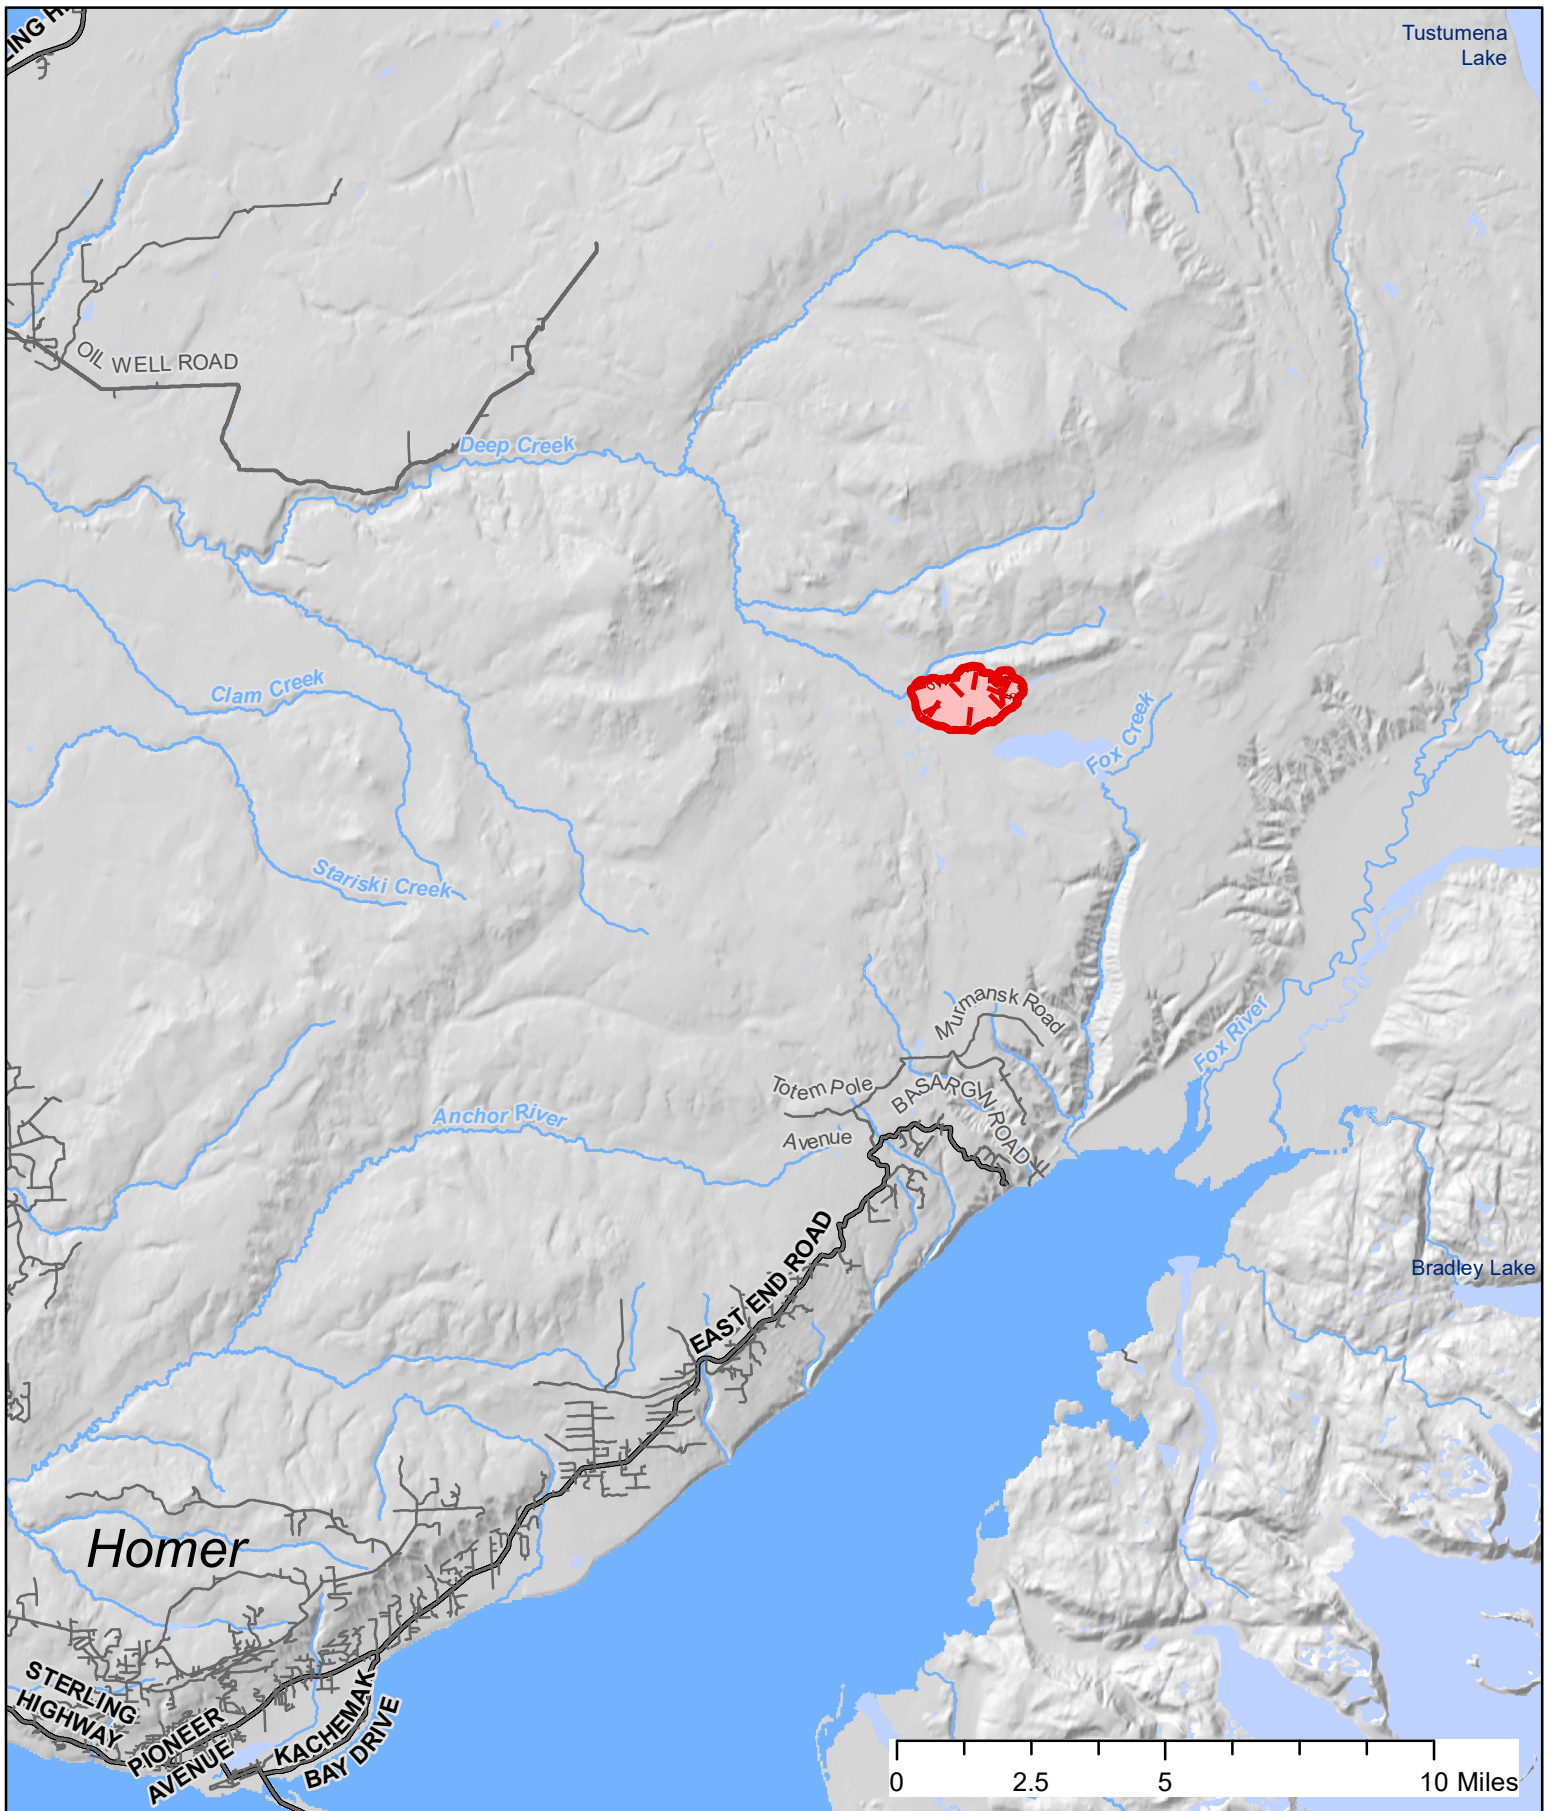 Tustumena
Lake
OIL WELL ROAD
Deep Creek
Clam Creek
Fox Creek
Stariski Creek
Murmansk Road
Fox River
Totem Pole
Avenue
BASARGIN ROAD
Anchor River
EAST END ROAD
Bradley Lake
Homer
STERLING
HIGHWAY
PIONEER
AVENUE
KACHEMAK
BAY DRIVE
0 2.5 5 10 Miles